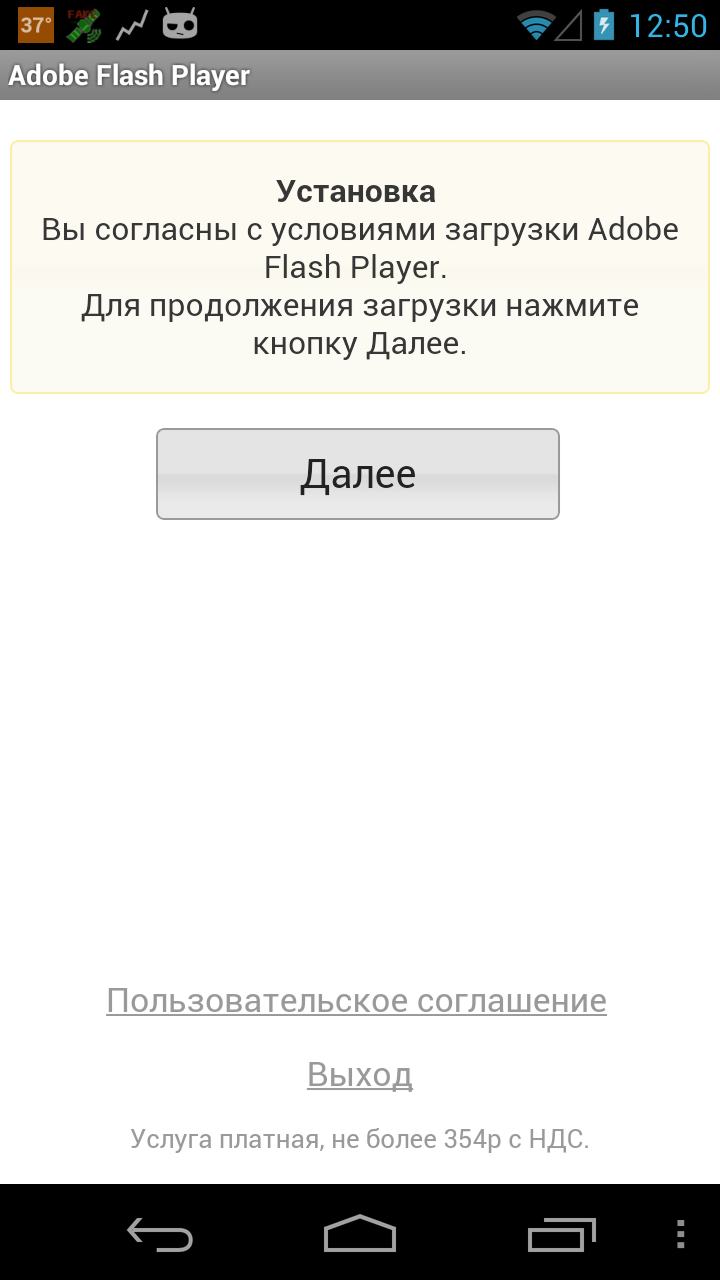 37°
FAKE
12:50
Adobe Flash Player
Установка
Вы согласны с условиями загрузки Adobe
Flash Player.
Для продолжения загрузки нажмите
кнопку Далее.
Далее
Пользовательское соглашение
Выход
Услуга платная, не более 354р с НДС.